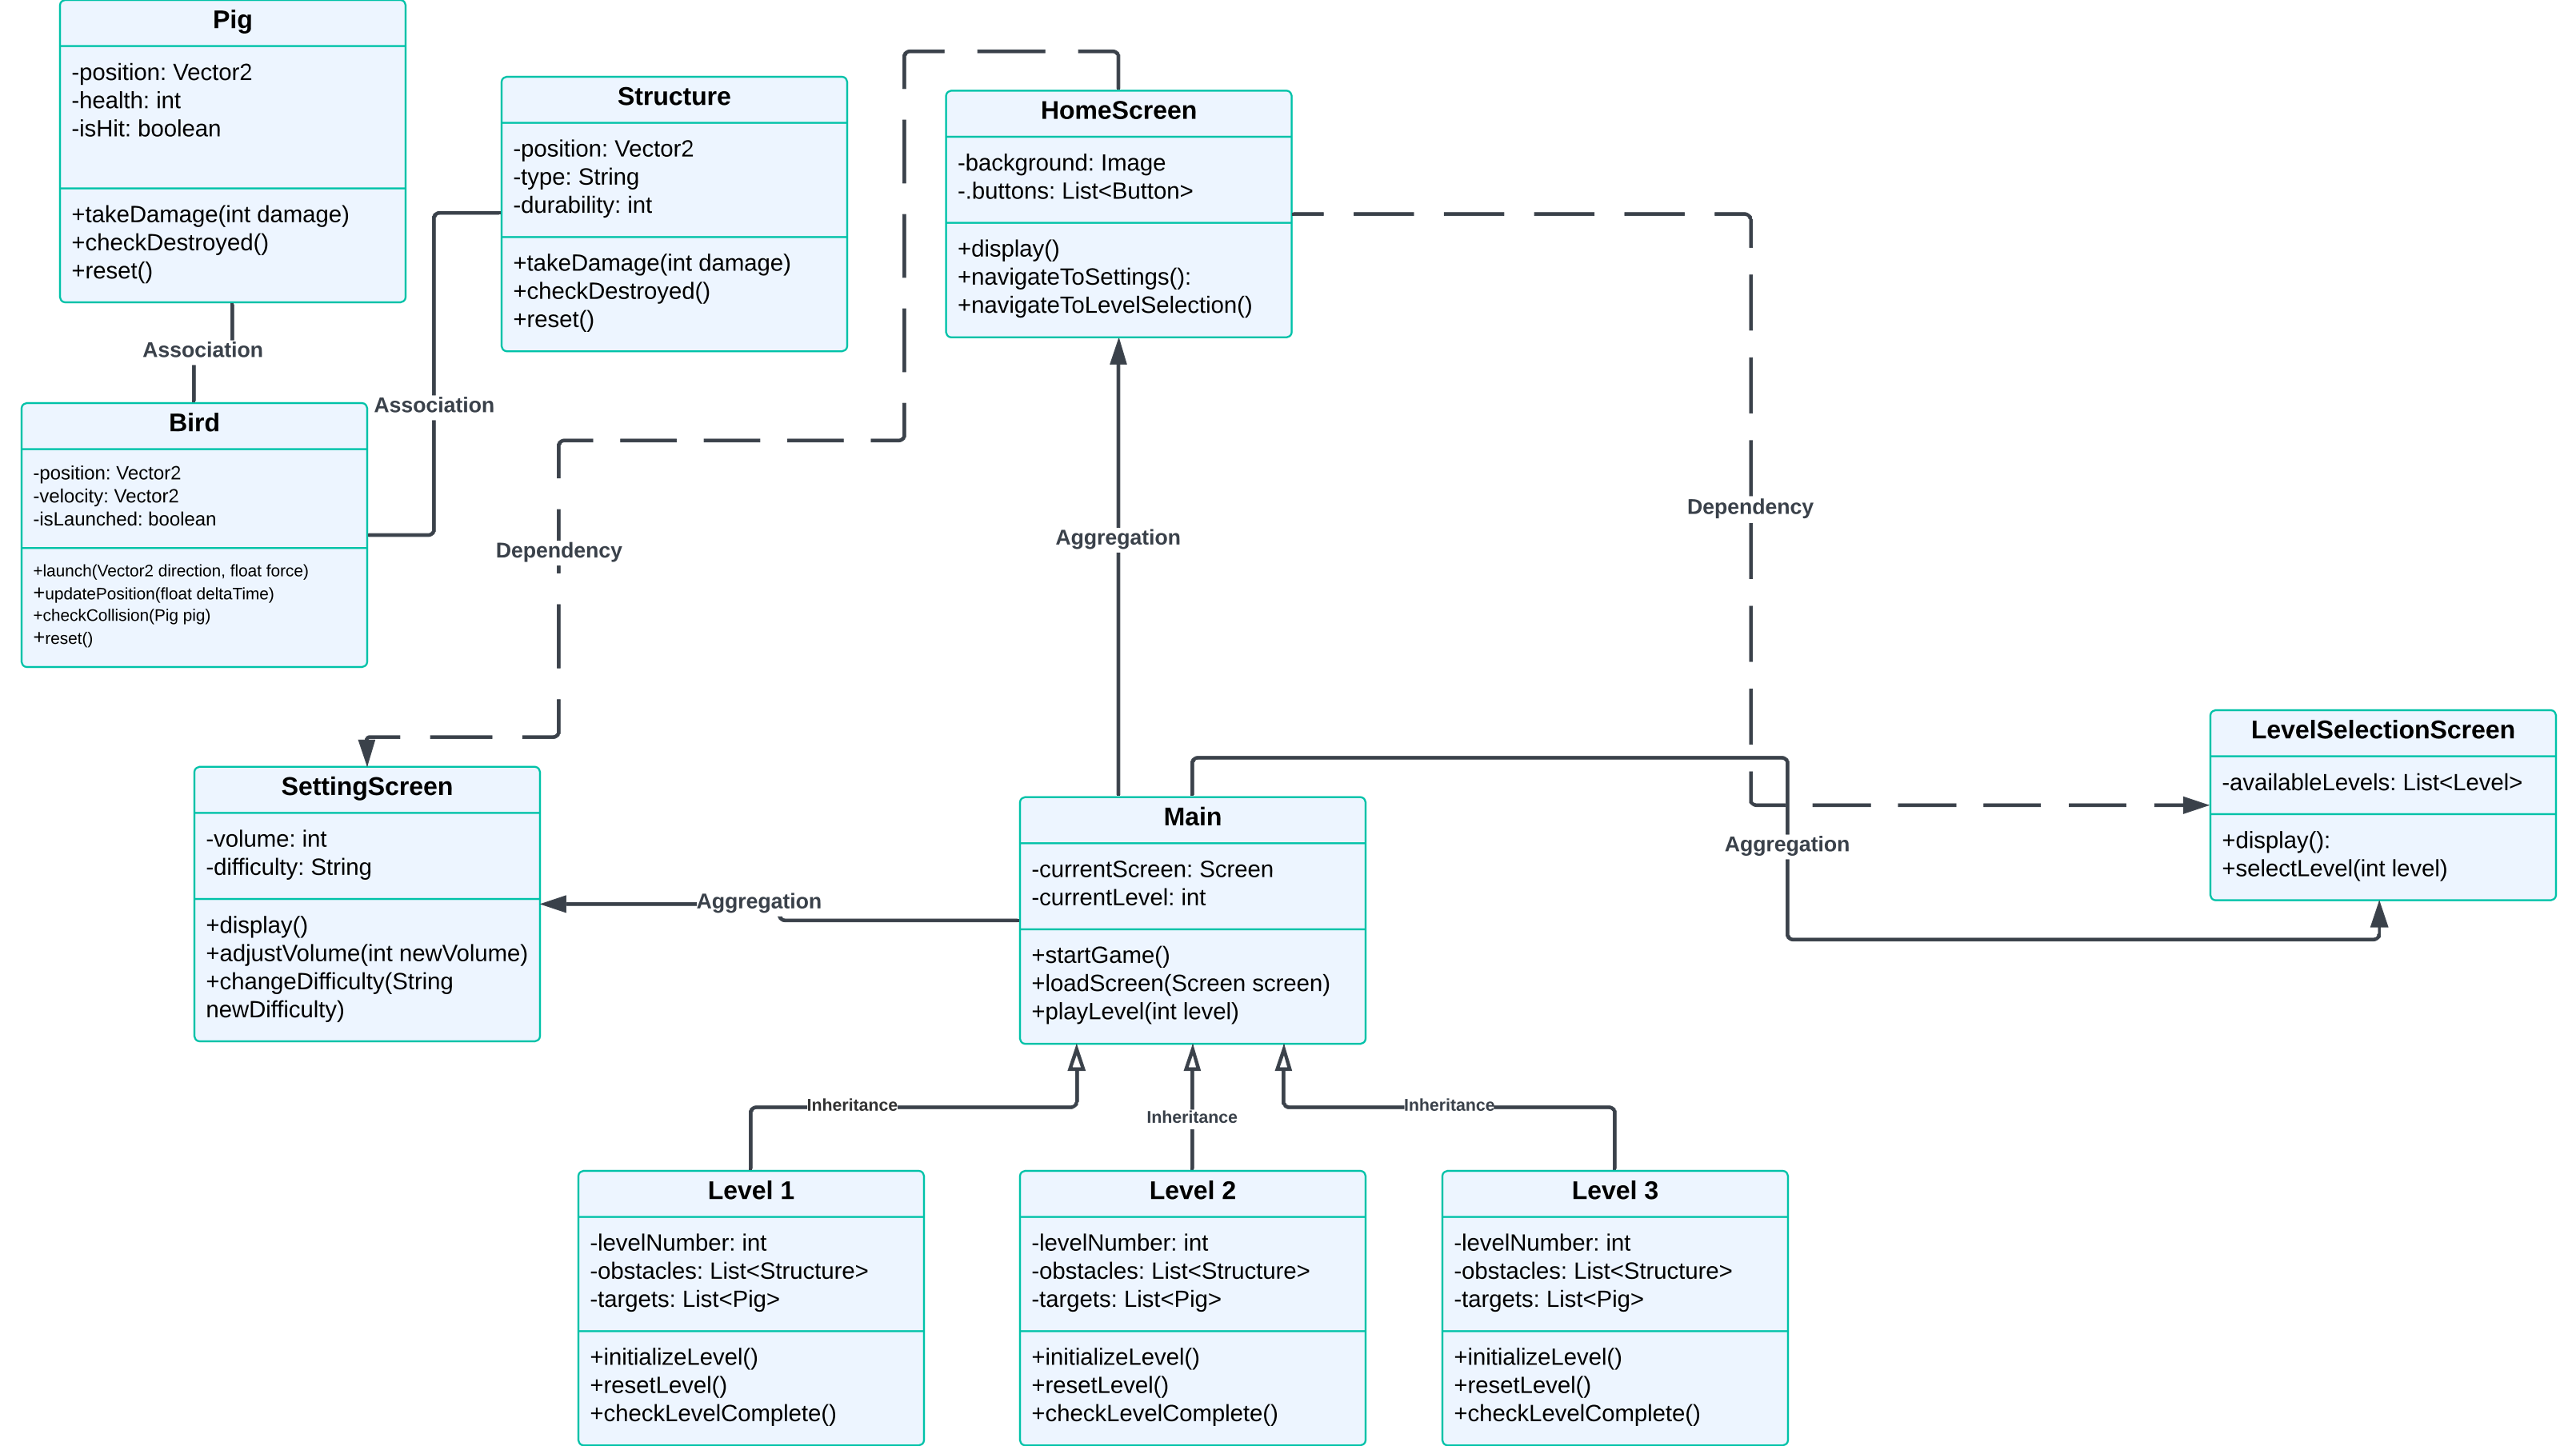 Pig
-position: Vector2
-health: int
-isHit: boolean
+takeDamage(int damage)
+checkDestroyed()
+reset()
Association
Structure
-position: Vector2
-type: String
-durability: int
+takeDamage(int damage)
+checkDestroyed()
+reset()
HomeScreen
-background: Image
-.buttons: List<Button>
+display()
+navigateToSettings():
+navigateToLevelSelection()
Association
Bird
-position: Vector2
-velocity: Vector2
-isLaunched: boolean
+launch(Vector2 direction, float force)
+updatePosition(float deltaTime)
+checkCollision(Pig pig)
+reset()
Dependency
Aggregation
Dependency
SettingScreen
-volume: int
-difficulty: String
+display()
+adjustVolume(int newVolume)
+changeDifficulty(String
newDifficulty)
Aggregation
Main
-currentScreen: Screen
-currentLevel: int
+startGame()
+loadScreen(Screen screen)
+playLevel(int level)
Aggregation
LevelSelectionScreen
-availableLevels: List<Level>
+display():
+selectLevel(int level)
Inheritance
Inheritance
Inheritance
Level 1
-levelNumber: int
-obstacles: List<Structure>
-targets: List<Pig>
+initializeLevel()
+resetLevel()
+checkLevelComplete()
Level 2
-levelNumber: int
-obstacles: List<Structure>
-targets: List<Pig>
+initializeLevel()
+resetLevel()
+checkLevelComplete()
Level 3
-levelNumber: int
-obstacles: List<Structure>
-targets: List<Pig>
+initializeLevel()
+resetLevel()
+checkLevelComplete()